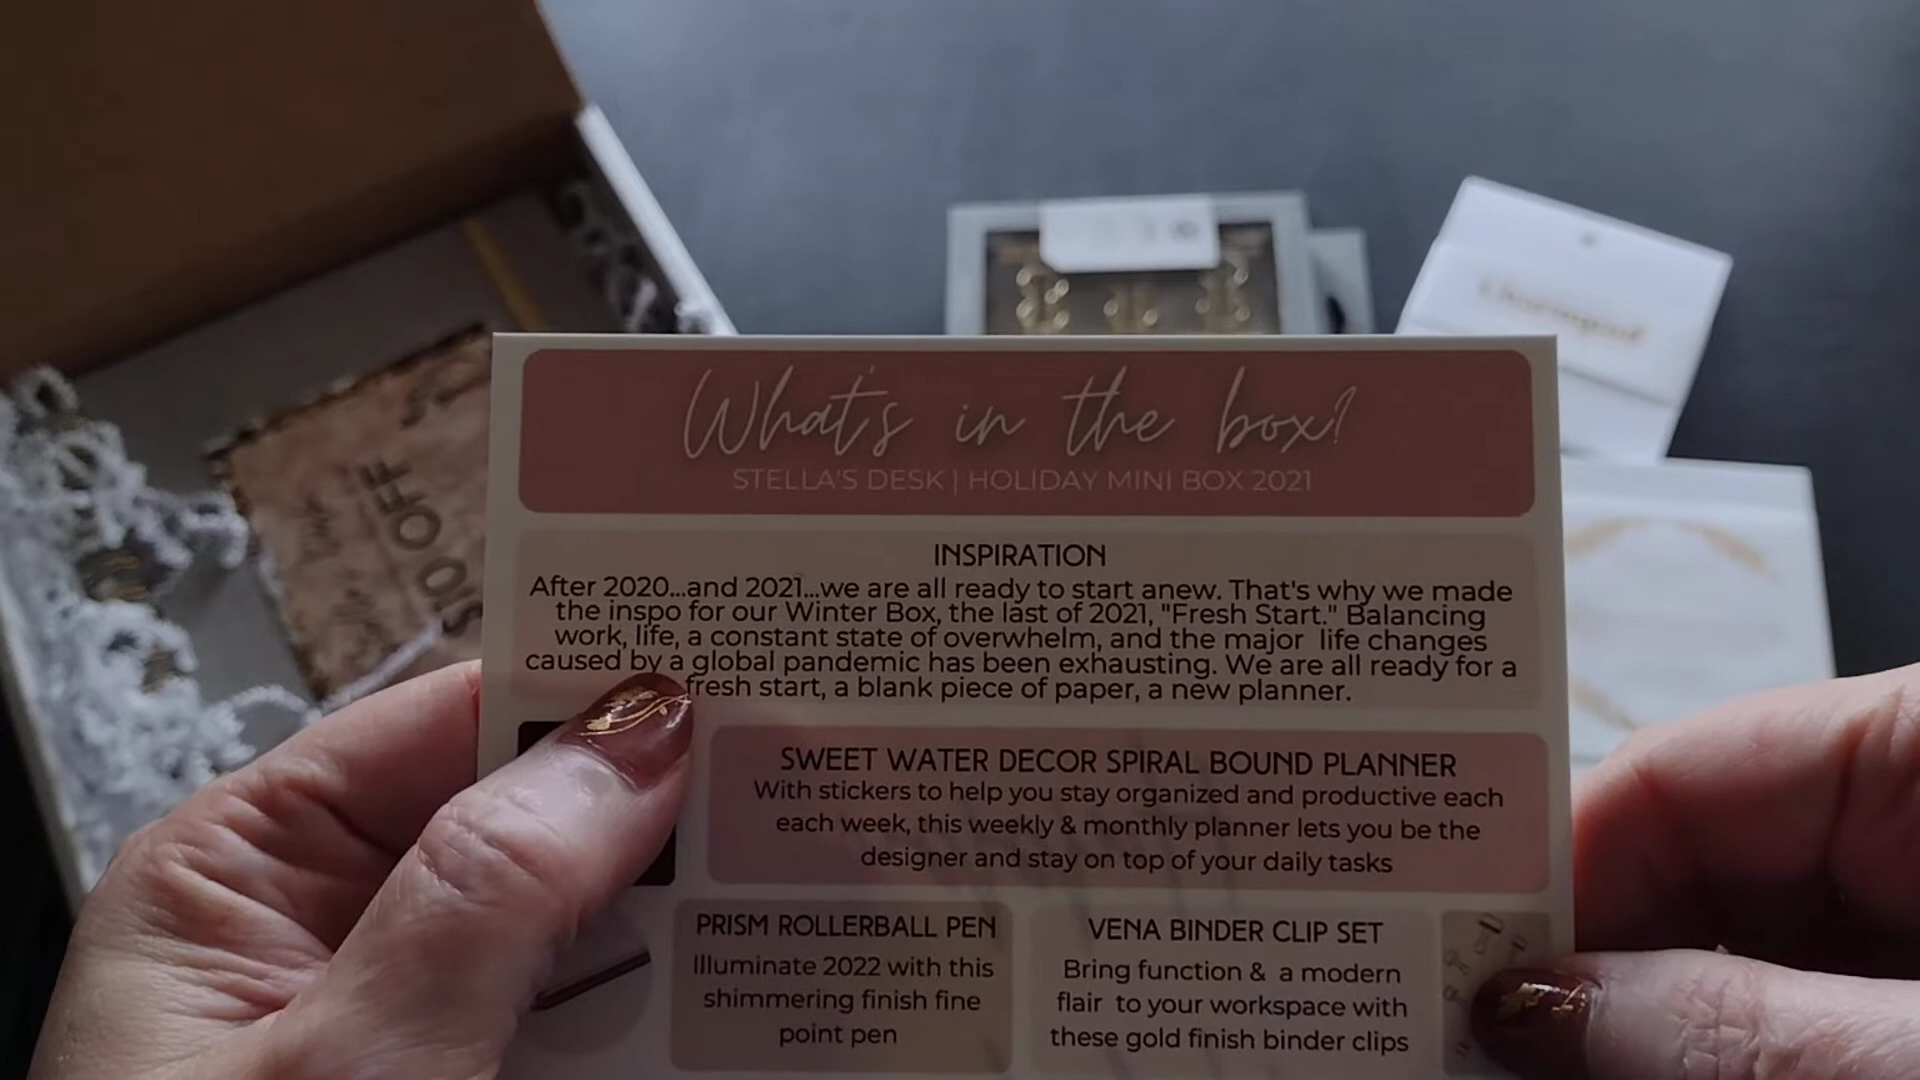 What's in the box?
STELLA'S DESK | HOLIDAY MINI BOX 2021
INSPIRATION
After 2020...and 2021...we are all ready to start anew. That's why we made
the inspo for our Winter Box, the last of 2021, "Fresh Start." Balancing
work, life, a constant state of overwhelm, and the major life changes
caused by a global pandemic has been exhausting. We are all ready for a
fresh start, a blank piece of paper, a new planner.
SWEET WATER DECOR SPIRAL BOUND PLANNER
With stickers to help you stay organized and productive each
each week, this weekly & monthly planner lets you be the
designer and stay on top of your daily tasks
PRISM ROLLERBALL PEN
Illuminate 2022 with this
shimmering finish fine
point pen
VENA BINDER CLIP SET
Bring function & a modern
flair to your workspace with
these gold finish binder clips
$10 OFF